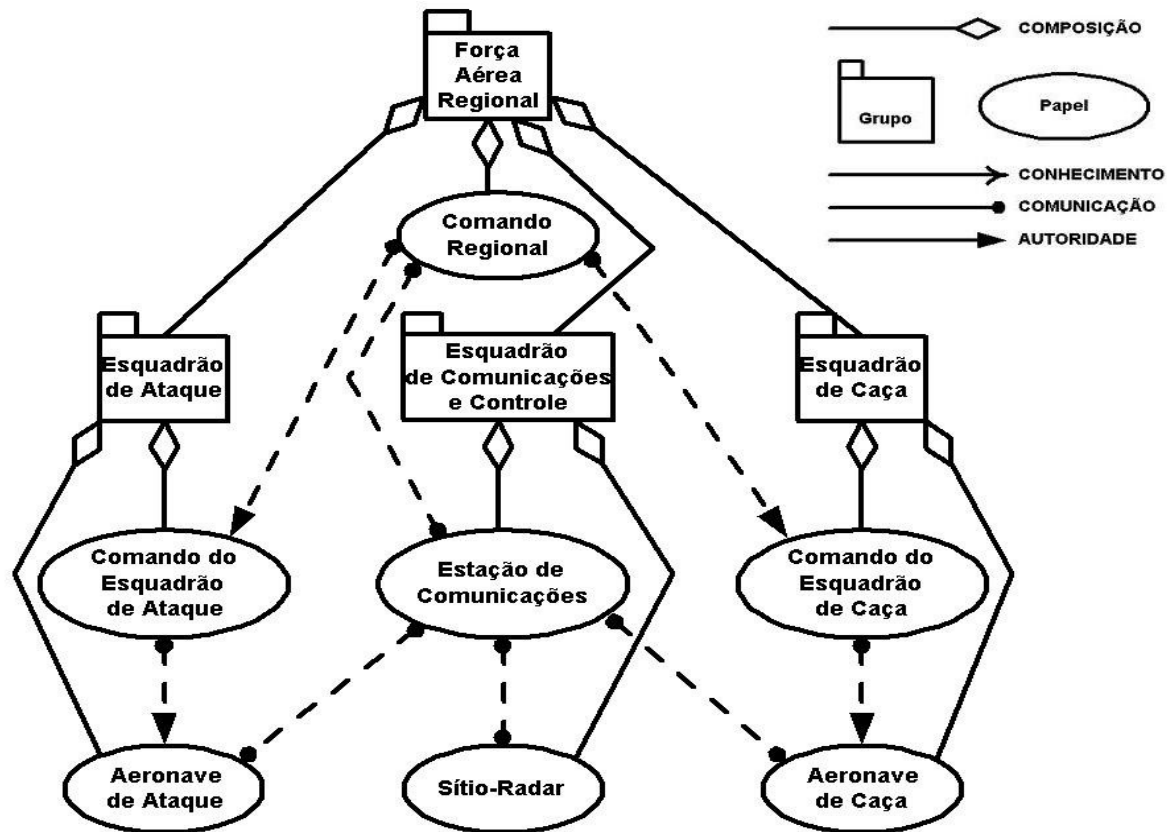 Força
Aérea
Regional
COMPOSIÇÃO
Grupo
Papel
CONHECIMENTO
COMUNICAÇÃO
AUTORIDADE
Comando
Regional
Esquadrão
de Ataque
Esquadrão
de Comunicações
e Controle
Esquadrão
de Caça
Comando do
Esquadrão
de Ataque
Estação de
Comunicações
Comando do
Esquadrão
de Caça
Aeronave
de Ataque
Sítio-Radar
Aeronave
de Caça